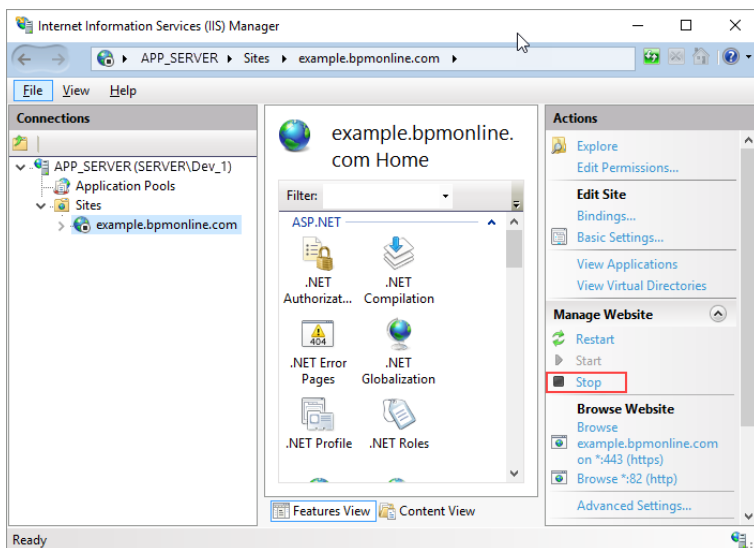 Internet Information Services (IIS) Manager
APP_SERVER Sites example.bpmonline.com
File View Help
Connections
APP_SERVER (SERVER\Dev_1)
Application Pools
Sites
example.bpmonline.com
example.bpmonline.
com Home
Filter:
ASP.NET
.NET
Authorizat...
.NET
Compilation
404
.NET Error
Pages
.NET
Globalization
.NET Profile
.NET Roles
Features View
Content View
Actions
Explore
Edit Permissions...
Edit Site
Bindings...
Basic Settings...
View Applications
View Virtual Directories
Manage Website
Restart
Start
Stop
Browse Website
Browse
example.bpmonline.com
on *:443 (https)
Browse *:82 (http)
Advanced Settings...
Ready